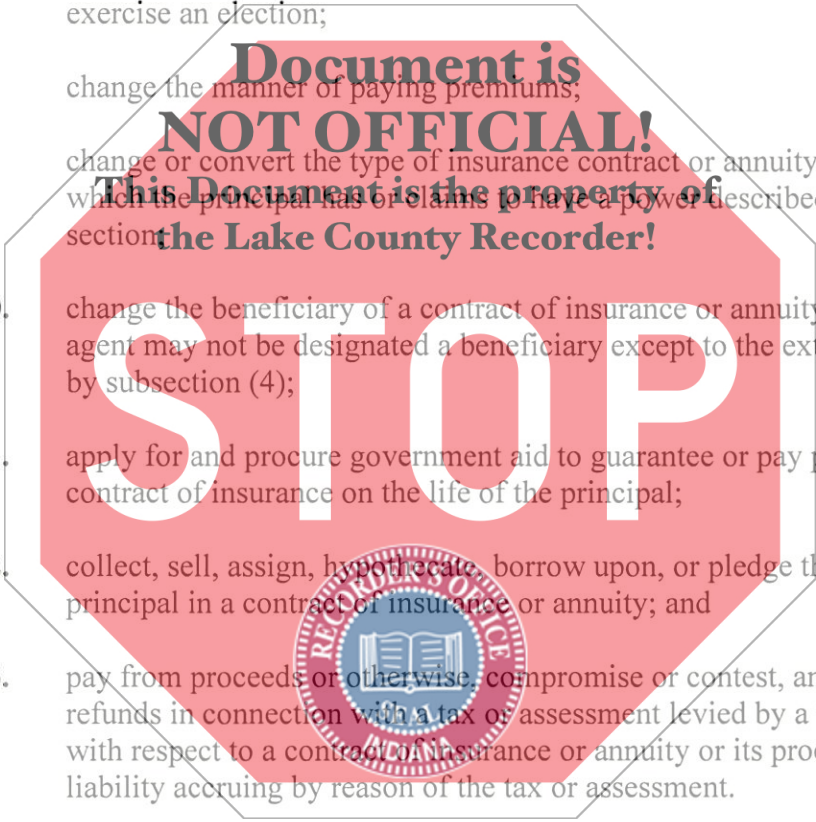 exercise an election;
Document is
change the manner of paying premiums;
NOT OFFICIAL!
change or convert the type of insurance contract or annuity
This Document is the property of
which the principal has or claims to have a power describe
section;
the Lake County Recorder!
change the beneficiary of a contract of insurance or annuity
agent may not be designated a beneficiary except to the ext
by subsection (4);
STOP
apply for and procure government aid to guarantee or pay p
contract of insurance on the life of the principal;
collect, sell, assign, hypothecate, borrow upon, or pledge th
principal in a contract of insurance or annuity; and
RECORDER'S OFFICE
pay from proceeds or otherwise, compromise or contest, an
refunds in connection with a tax or assessment levied by a
with respect to a contract of insurance or annuity or its proc
INDIANA
liability accruing by reason of the tax or assessment.